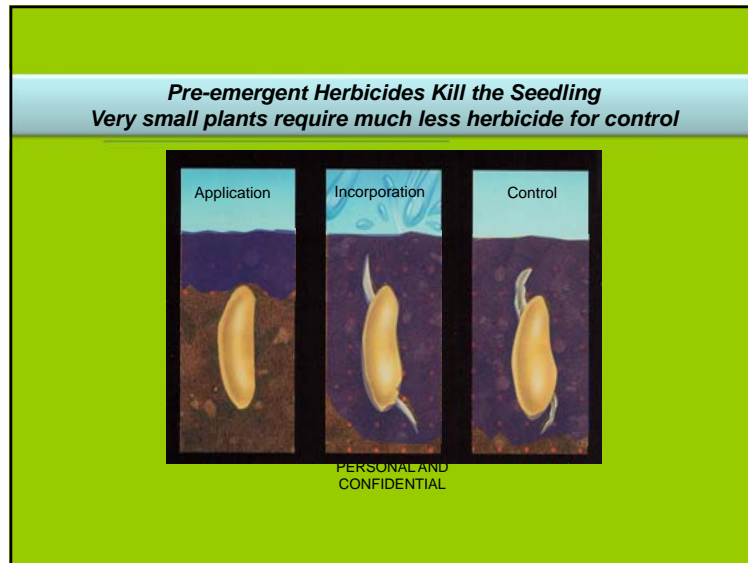 Pre-emergent Herbicides Kill the Seedling
Very small plants require much less herbicide for control
Application
Incorporation
Control
PERSONAL AND
CONFIDENTIAL